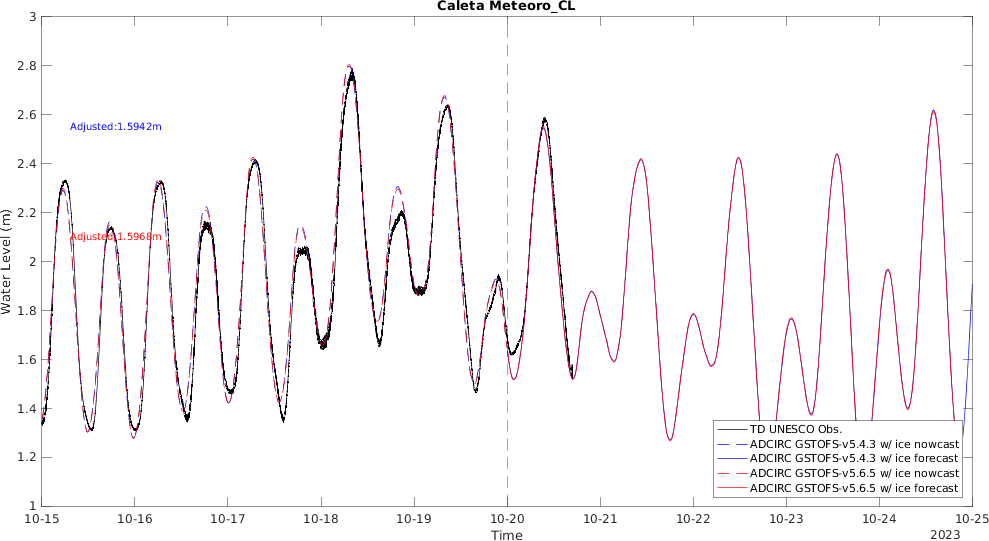 Caleta Meteoro_CL
3
2.8
2.6
2.4
2.2
2
1.8
1.6
1.4
1.2
1
Water Level (m)
Adjusted:1.5942m
Adjusted:1.5968m
TD UNESCO Obs.
ADCIRC GSTOFS-v5.4.3 w/ ice nowcast
ADCIRC GSTOFS-v5.4.3 w/ ice forecast
ADCIRC GSTOFS-v5.6.5 w/ ice nowcast
ADCIRC GSTOFS-v5.6.5 w/ ice forecast
10-15 10-16 10-17 10-18 10-19 10-20 10-21 10-22 10-23 10-24 10-25
Time
2023